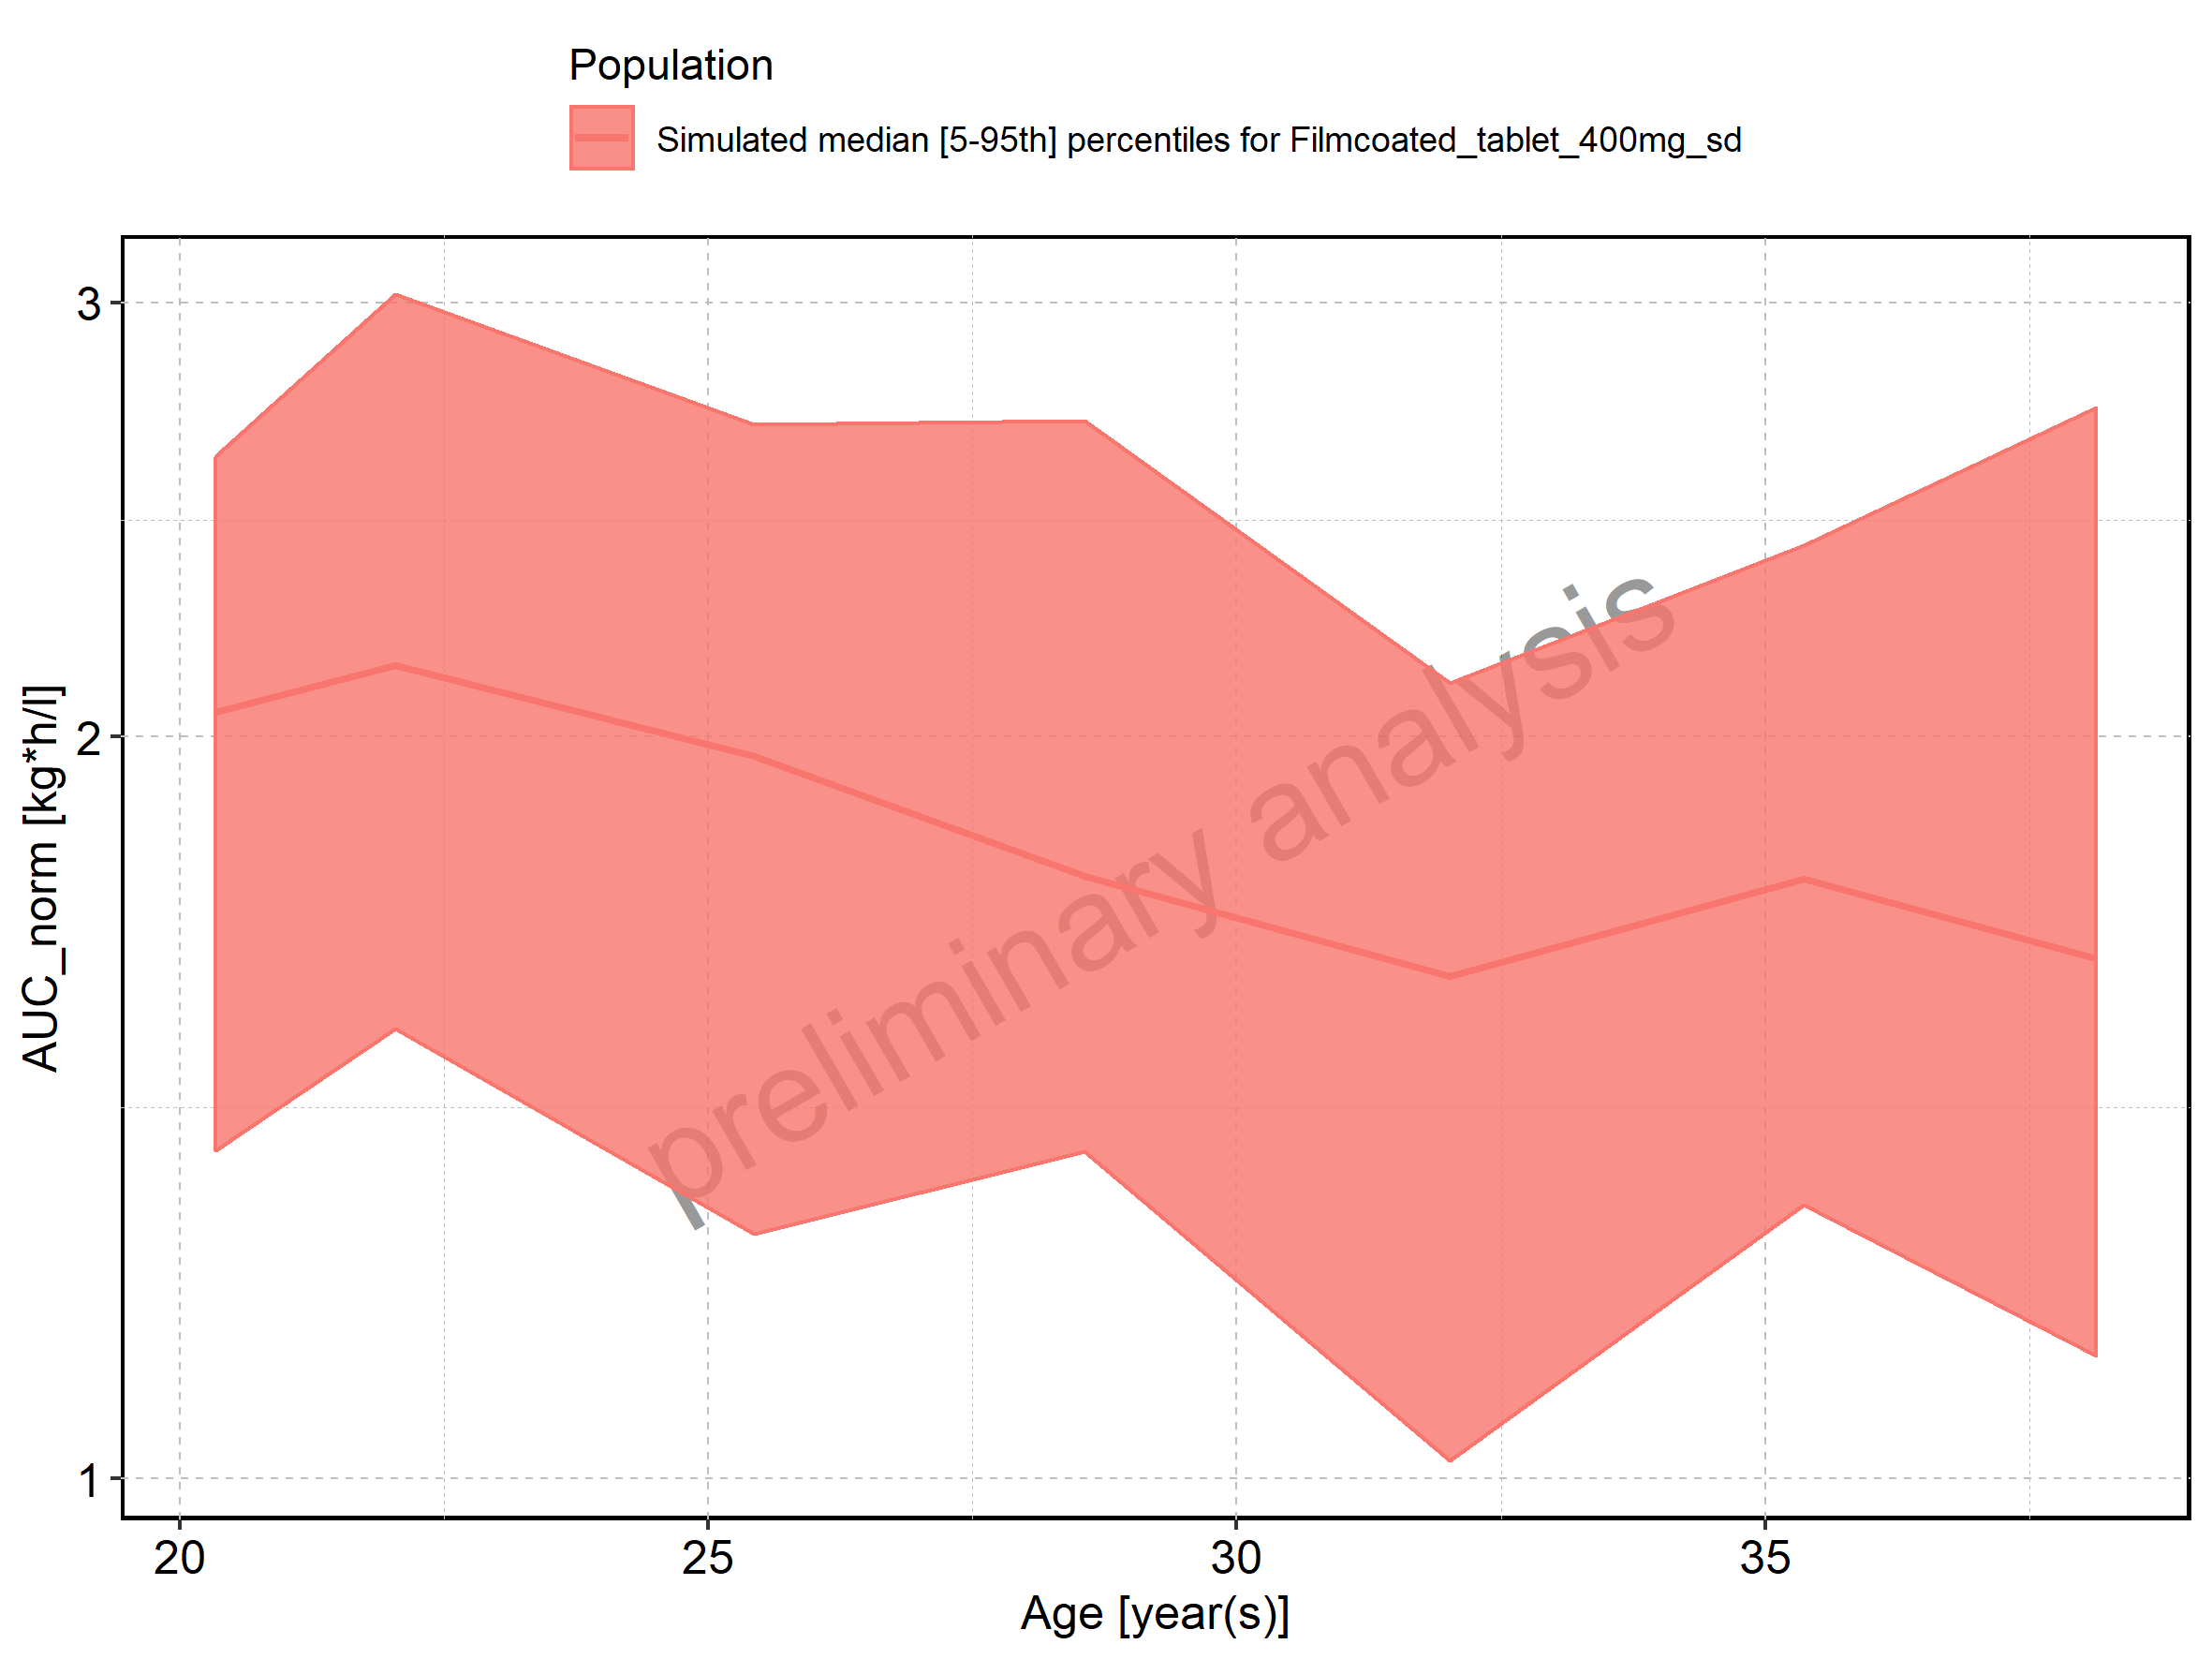 Population
Simulated median [5-95th] percentiles for Filmcoated_tablet_400mg_sd
3
2
1
AUC_norm [kg*h/l]
preliminary analysis
20 25 30 35
Age [year(s)]